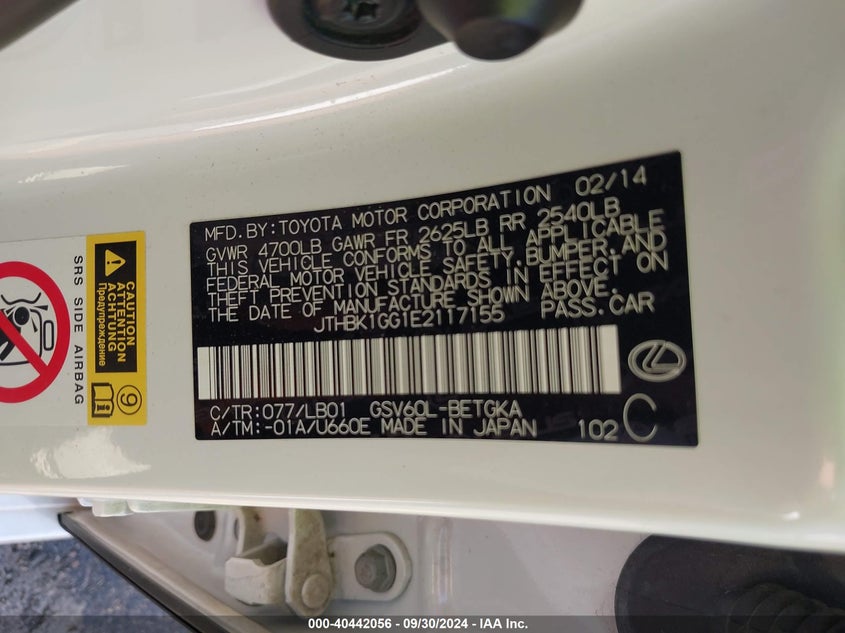 MFD.BY:TOYOTA MOTOR CORPORATION 02/14
GVWR 4700LB GAWR FR 2625LB RR 2540LB
THIS VEHICLE CONFORMS TO ALL APPLICABLE
FEDERAL MOTOR VEHICLE SAFETY,BUMPER,AND
THEFT PREVENTION STANDARDS IN EFFECT ON
THE DATE OF MANUFACTURE SHOWN ABOVE.
JTHBK1GG1E2117155 PASS.CAR
C/TR:077/LB01 GSV60L-BETGKA
A/TM:-01A/U660E MADE IN JAPAN 102 C
CAUTION
ATTENTION
ACHTUNG
Предупреждение
9
SRS SIDE AIRBAG
000-40442056 - 09/30/2024 - IAA Inc.